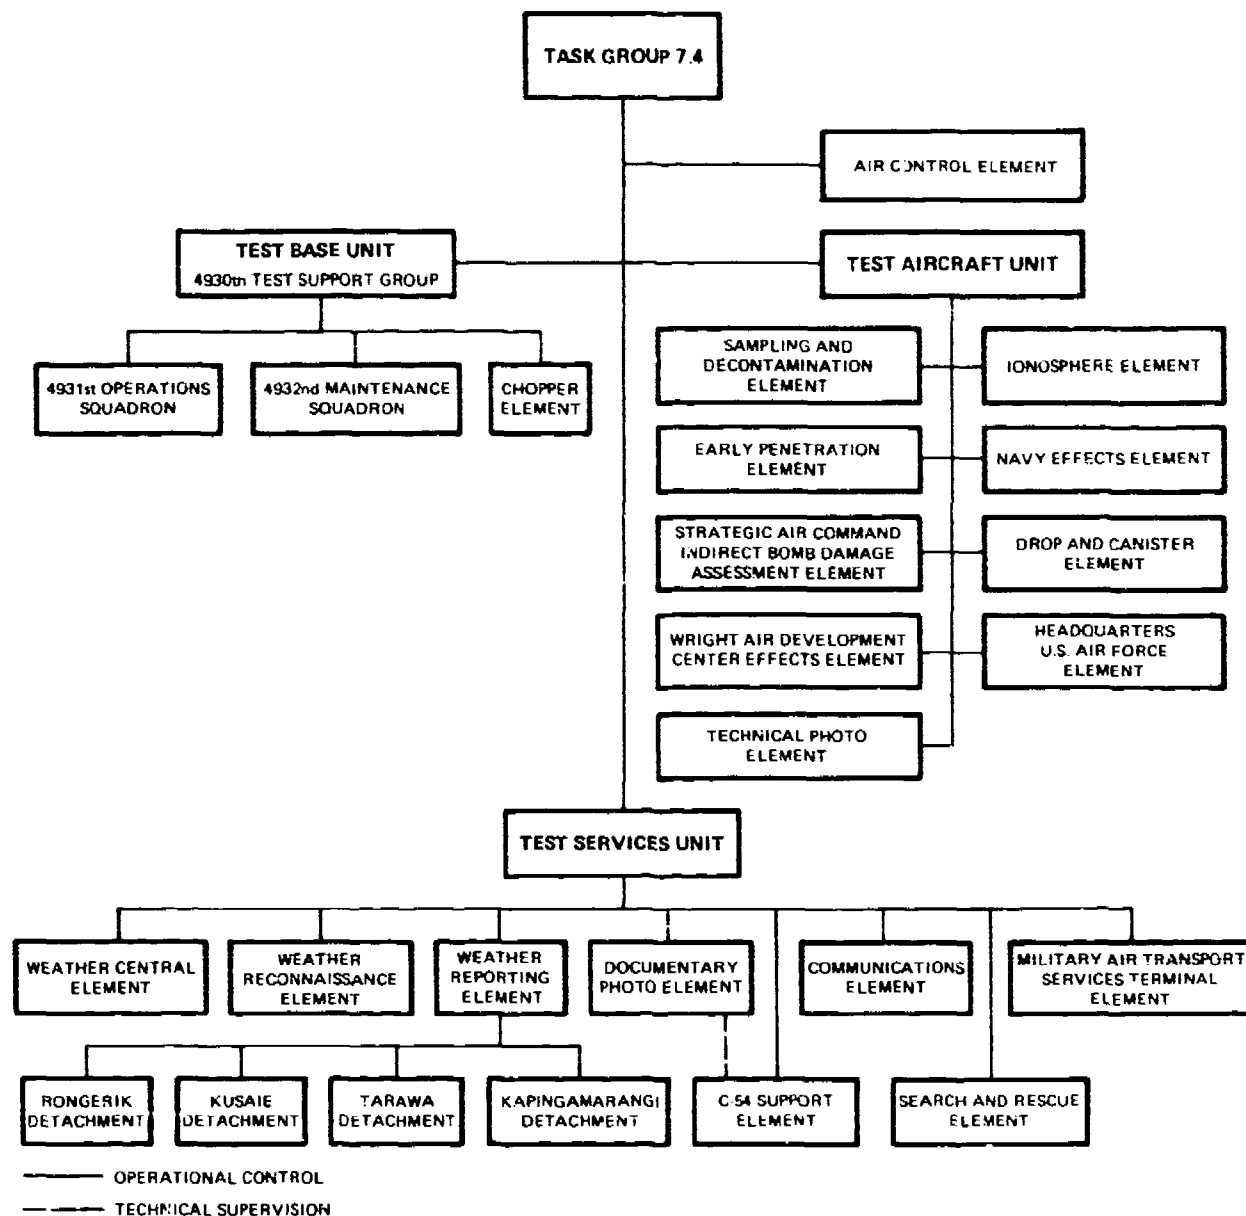 TASK GROUP 7.4
AIR CONTROL ELEMENT
TEST BASE UNIT
4930th TEST SUPPORT GROUP
TEST AIRCRAFT UNIT
4931st OPERATIONS
SQUADRON
4932nd MAINTENANCE
SQUADRON
CHOPPER
ELEMENT
SAMPLING AND
DECONTAMINATION
ELEMENT
IONOSPHERE ELEMENT
EARLY PENETRATION
ELEMENT
NAVY EFFECTS ELEMENT
STRATEGIC AIR COMMAND
INDIRECT BOMB DAMAGE
ASSESSMENT ELEMENT
DROP AND CANISTER
ELEMENT
WRIGHT AIR DEVELOPMENT
CENTER EFFECTS ELEMENT
HEADQUARTERS
U.S. AIR FORCE
ELEMENT
TECHNICAL PHOTO
ELEMENT
TEST SERVICES UNIT
WEATHER CENTRAL
ELEMENT
WEATHER
RECONNAISSANCE
ELEMENT
WEATHER
REPORTING
ELEMENT
DOCUMENTARY
PHOTO ELEMENT
COMMUNICATIONS
ELEMENT
MILITARY AIR TRANSPORT
SERVICES TERMINAL
ELEMENT
RONGERIK
DETACHMENT
KUSAIE
DETACHMENT
TARAWA
DETACHMENT
KAPINGAMARANGI
DETACHMENT
C-54 SUPPORT
ELEMENT
SEARCH AND RESCUE
ELEMENT
OPERATIONAL CONTROL
TECHNICAL SUPERVISION